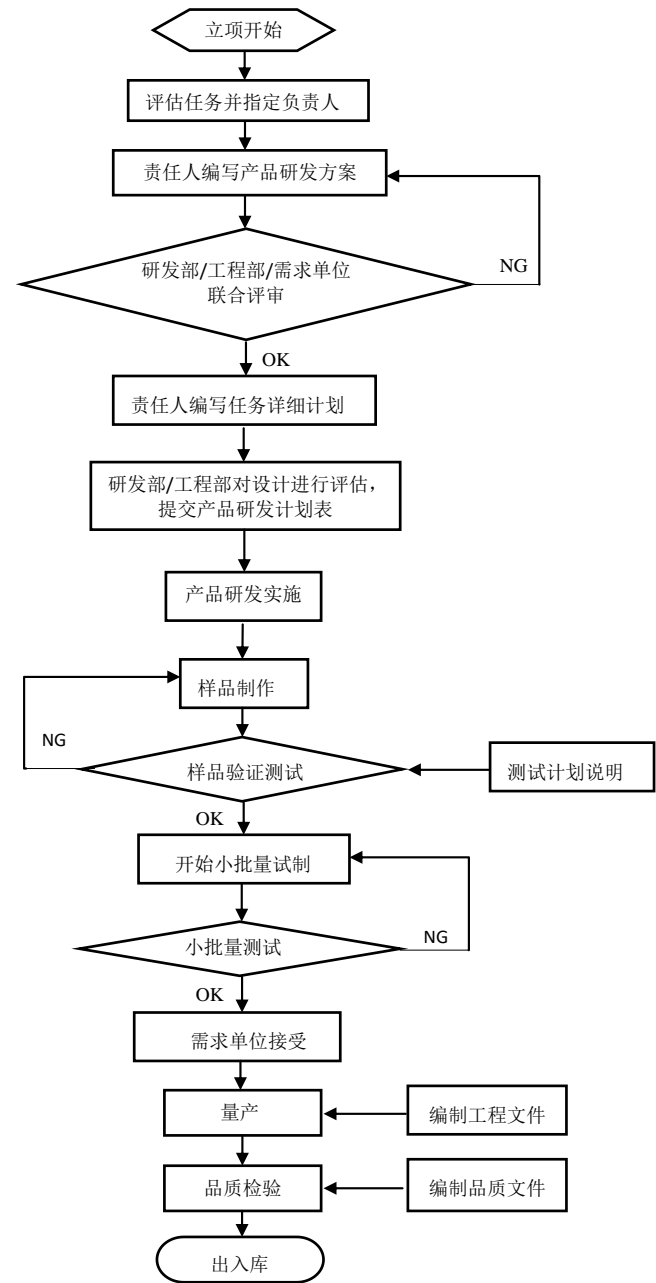 立项开始
评估任务并指定负责人
责任人编写产品研发方案
研发部/工程部/需求单位
联合评审
NG
OK
责任人编写任务详细计划
研发部/工程部对设计进行评估，
提交产品研发计划表
产品研发实施
样品制作
NG
样品验证测试
测试计划说明
OK
开始小批量试制
小批量测试
NG
OK
需求单位接受
量产
编制工程文件
品质检验
编制品质文件
出入库